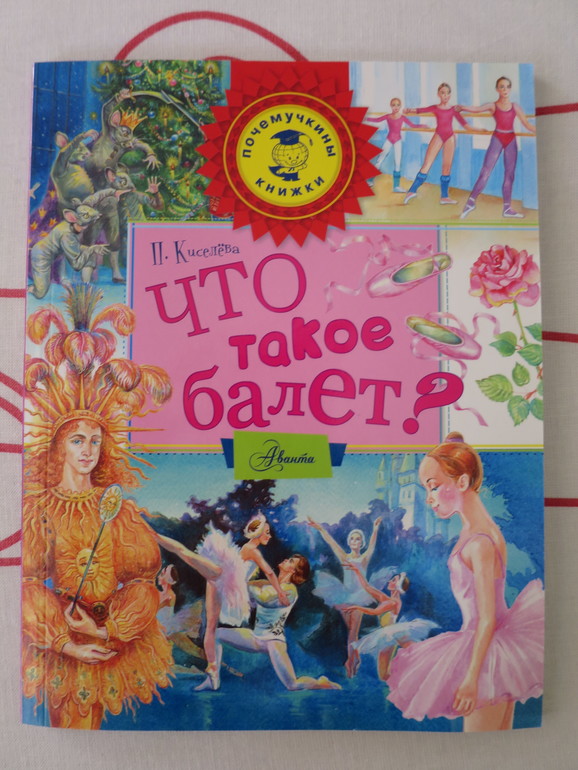 почемучкины
книжки
П. Киселёва
ЧТО
такое
балет?
Аванта